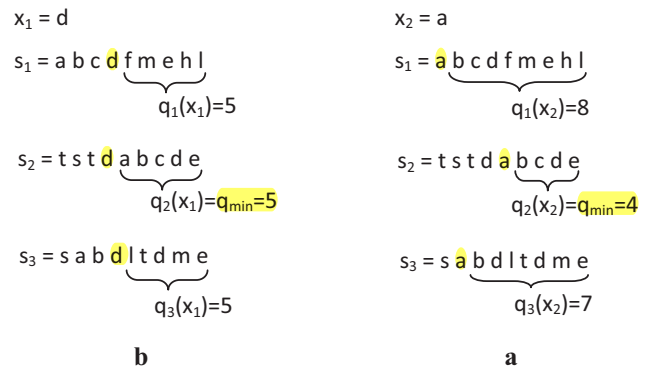 x₁ = d
s₁ = a b c d f m e h l
q₁(x₁)=5
s₂ = t s t d a b c d e
q₂(x₁)=qmin=5
s₃ = s a b d l t d m e
q₃(x₁)=5
b
x₂ = a
s₁ = a b c d f m e h l
q₁(x₂)=8
s₂ = t s t d a b c d e
q₂(x₂)=qmin=4
s₃ = s a b d l t d m e
q₃(x₂)=7
a